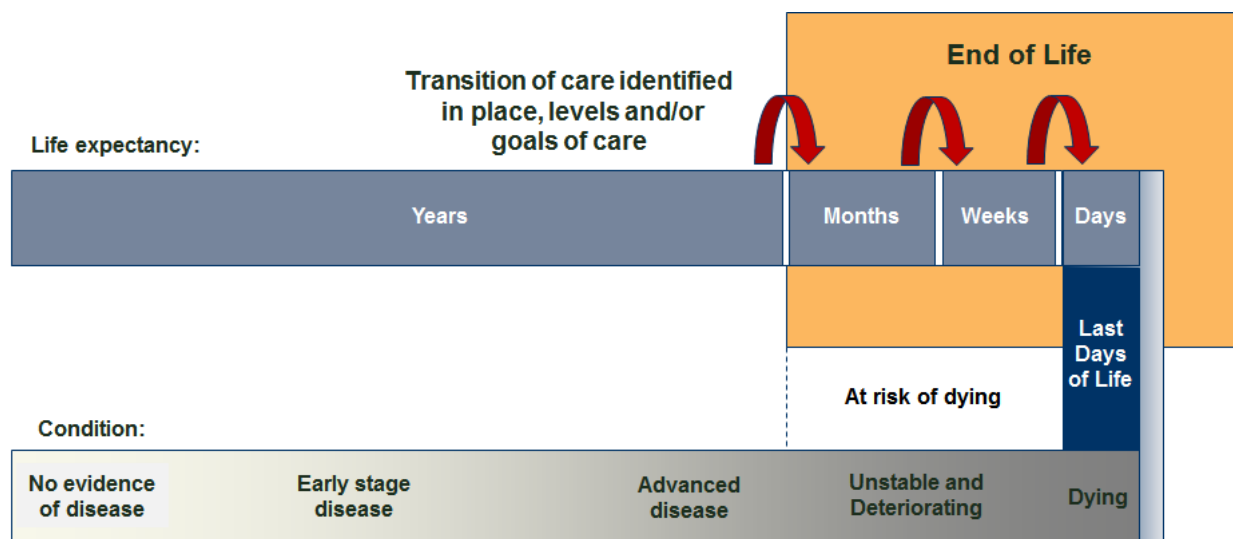 End of Life
Transition of care identified
in place, levels and/or
goals of care
Life expectancy:
Years
Months
Weeks
Days
Last
Days
of Life
At risk of dying
Condition:
No evidence
of disease
Early stage
disease
Advanced
disease
Unstable and
Deteriorating
Dying